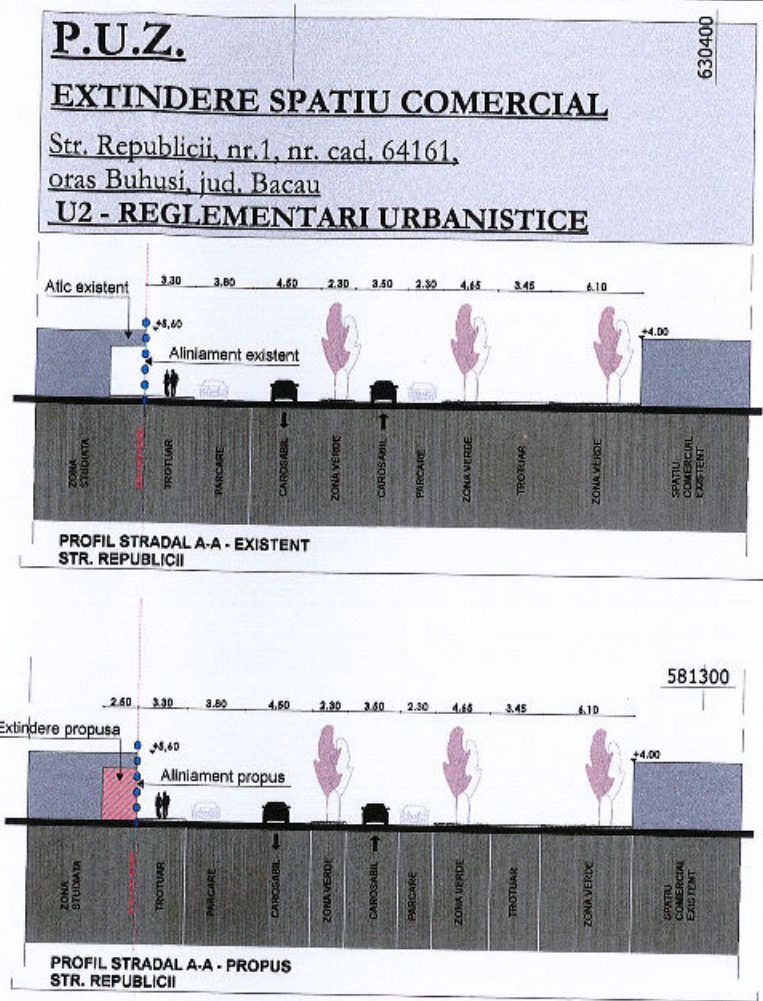 P.U.Z.
630400
EXTINDERE SPATIU COMERCIAL
Str. Republicii, nr.1, nr. cad. 64161,
oras Buhusi, jud. Bacau
U2 - REGLEMENTARI URBANISTICE
3.30 3.80 4.50 2.30 3.50 2.30 4.65 3.45 6.10
Atic existent
+5,60
+4.00
Aliniament existent
ZONA STUDIATA
TROTUAR
PARCARE
CAROSABIL
ZONA VERDE
CAROSABIL
PARCARE
ZONA VERDE
TROTUAR
ZONA VERDE
SPATIU COMERCIAL EXISTENT
PROFIL STRADAL A-A - EXISTENT
STR. REPUBLICII
581300
2.50 3.30 3.80 4.50 2.30 3.50 2.30 4.65 3.45 6.10
Extindere propusa
+5,60
+4.00
Aliniament propus
ZONA STUDIATA
TROTUAR
PARCARE
CAROSABIL
ZONA VERDE
CAROSABIL
PARCARE
ZONA VERDE
TROTUAR
ZONA VERDE
SPATIU COMERCIAL EXISTENT
PROFIL STRADAL A-A - PROPUS
STR. REPUBLICII